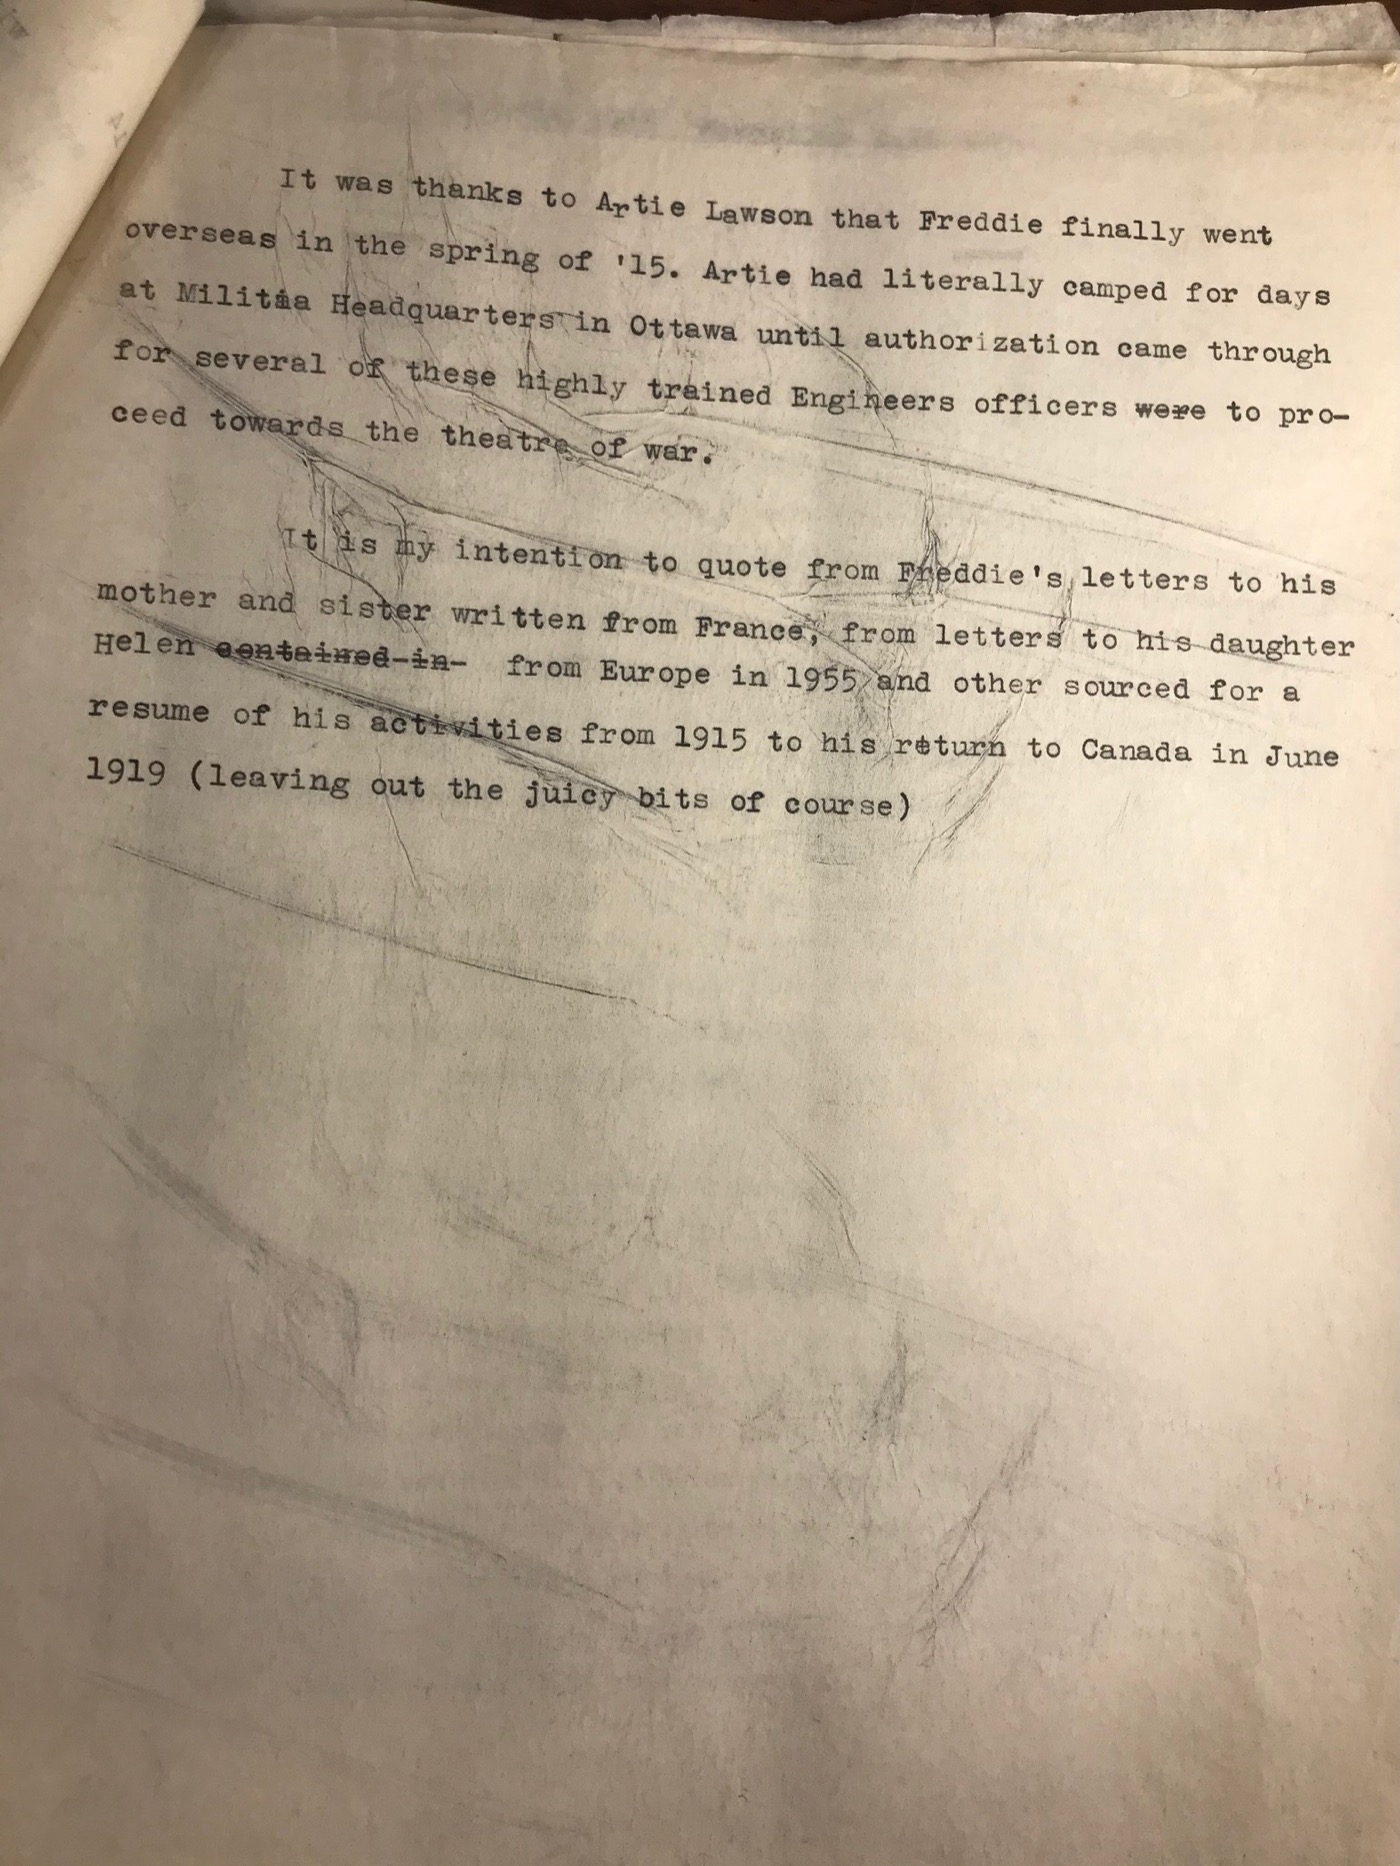 It was thanks to Artie Lawson that Freddie finally went
overseas in the spring of '15. Artie had literally camped for days
at Militia Headquarters in Ottawa until authorization came through
for several of these highly trained Engineers officers were to pro-
ceed towards the theatre of war.
It is my intention to quote from Freddie's letters to his
mother and sister written from France, from letters to his daughter
Helen contained in from Europe in 1955 and other sourced for a
resume of his activities from 1915 to his return to Canada in June
1919 (leaving out the juicy bits of course)